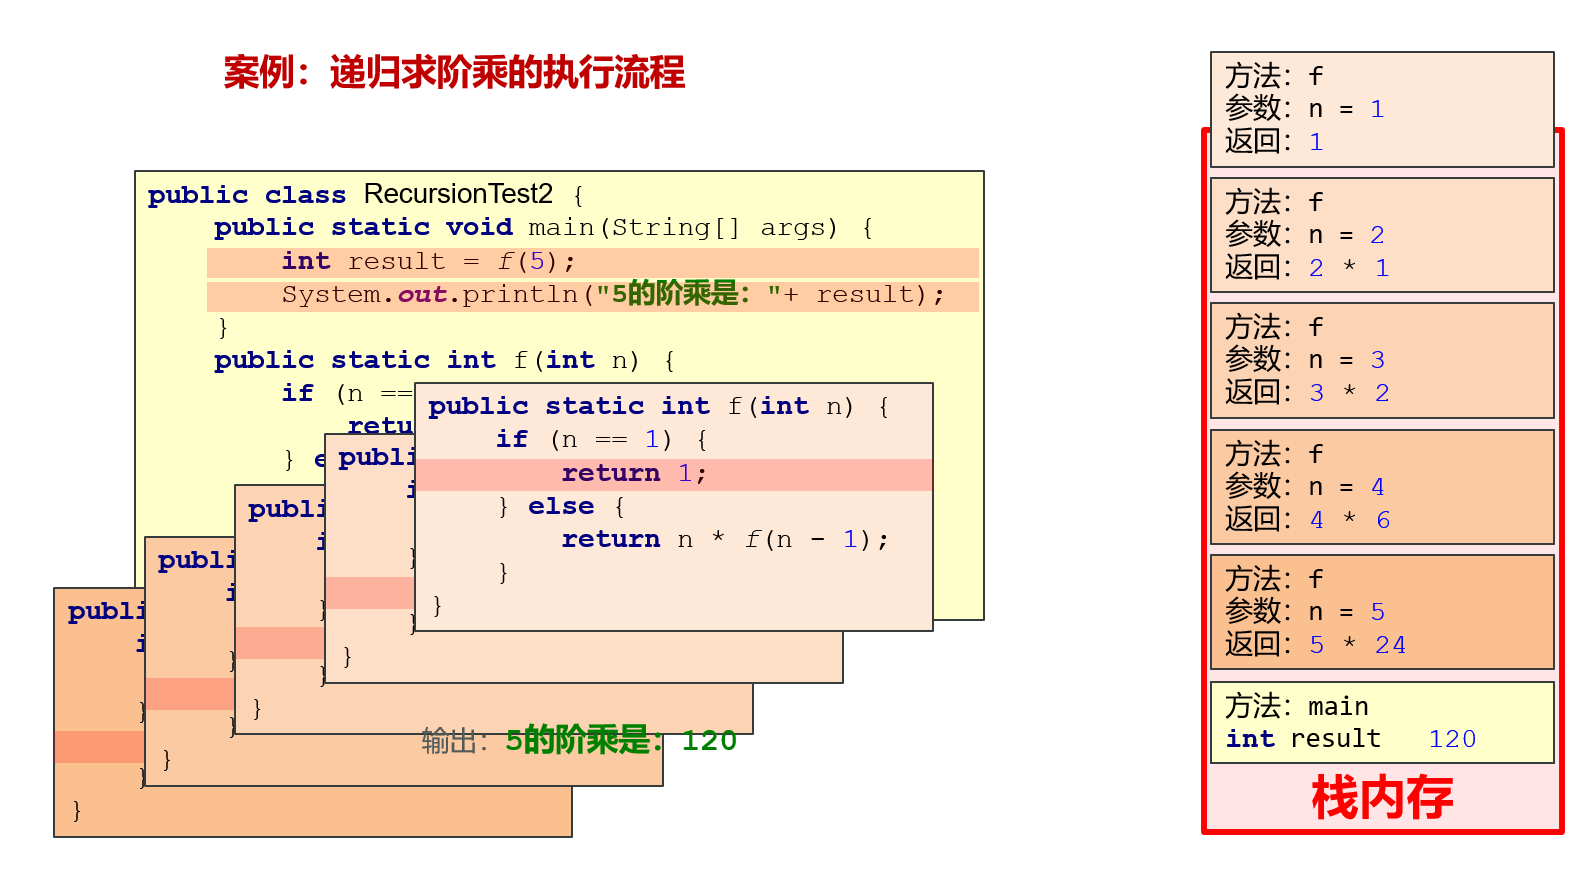 案例：递归求阶乘的执行流程
public class RecursionTest2 {
public static void main(String[] args) {
int result = f(5);
System.out.println("5的阶乘是："+ result);
}
public static int f(int n) {
if (n ==
retu
} e
public static int f(int n) {
if (n == 1) {
return 1;
} else {
return n * f(n - 1);
}
}
publi
i
}
}
}
publi
i
}
}
}
publi
i
}
}
}
publi
i
}
}
}
输出：5的阶乘是：120
方法：f
参数：n = 1
返回：1
方法：f
参数：n = 2
返回：2 * 1
方法：f
参数：n = 3
返回：3 * 2
方法：f
参数：n = 4
返回：4 * 6
方法：f
参数：n = 5
返回：5 * 24
方法：main
int result 120
栈内存